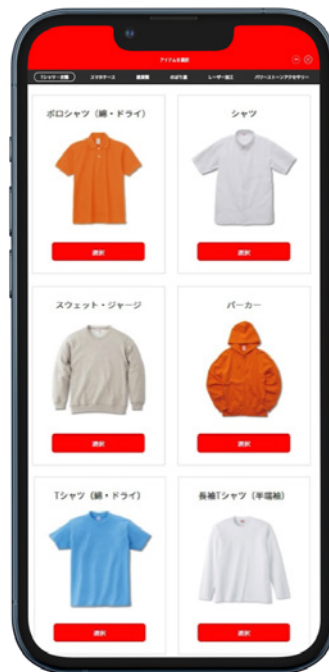 アイテムを選択
Tシャツ・衣類 スマホケース 雑貨類 のぼり旗 レーザー加工 パワーストーンアクセサリー
ポロシャツ（綿・ドライ） シャツ
選択 選択
スウェット・ジャージ パーカー
選択 選択
Tシャツ（綿・ドライ） 長袖Tシャツ（半端袖）
選択 選択